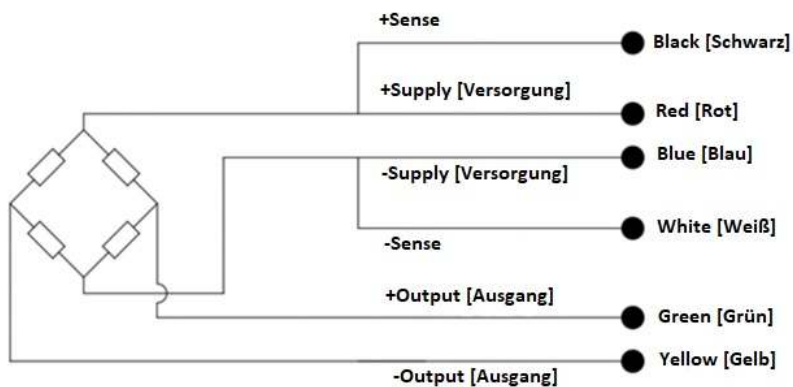 +Sense
Black [Schwarz]
+Supply [Versorgung]
Red [Rot]
Blue [Blau]
-Supply [Versorgung]
White [Weiß]
-Sense
+Output [Ausgang]
Green [Grün]
Yellow [Gelb]
-Output [Ausgang]